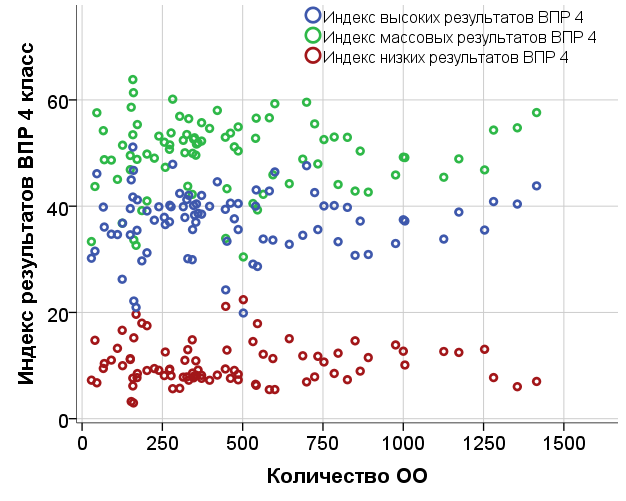 Индекс высоких результатов ВПР 4
Индекс массовых результатов ВПР 4
Индекс низких результатов ВПР 4
Индекс результатов ВПР 4 класс
60
40
20
0
0 250 500 750 1000 1250 1500
Количество ОО